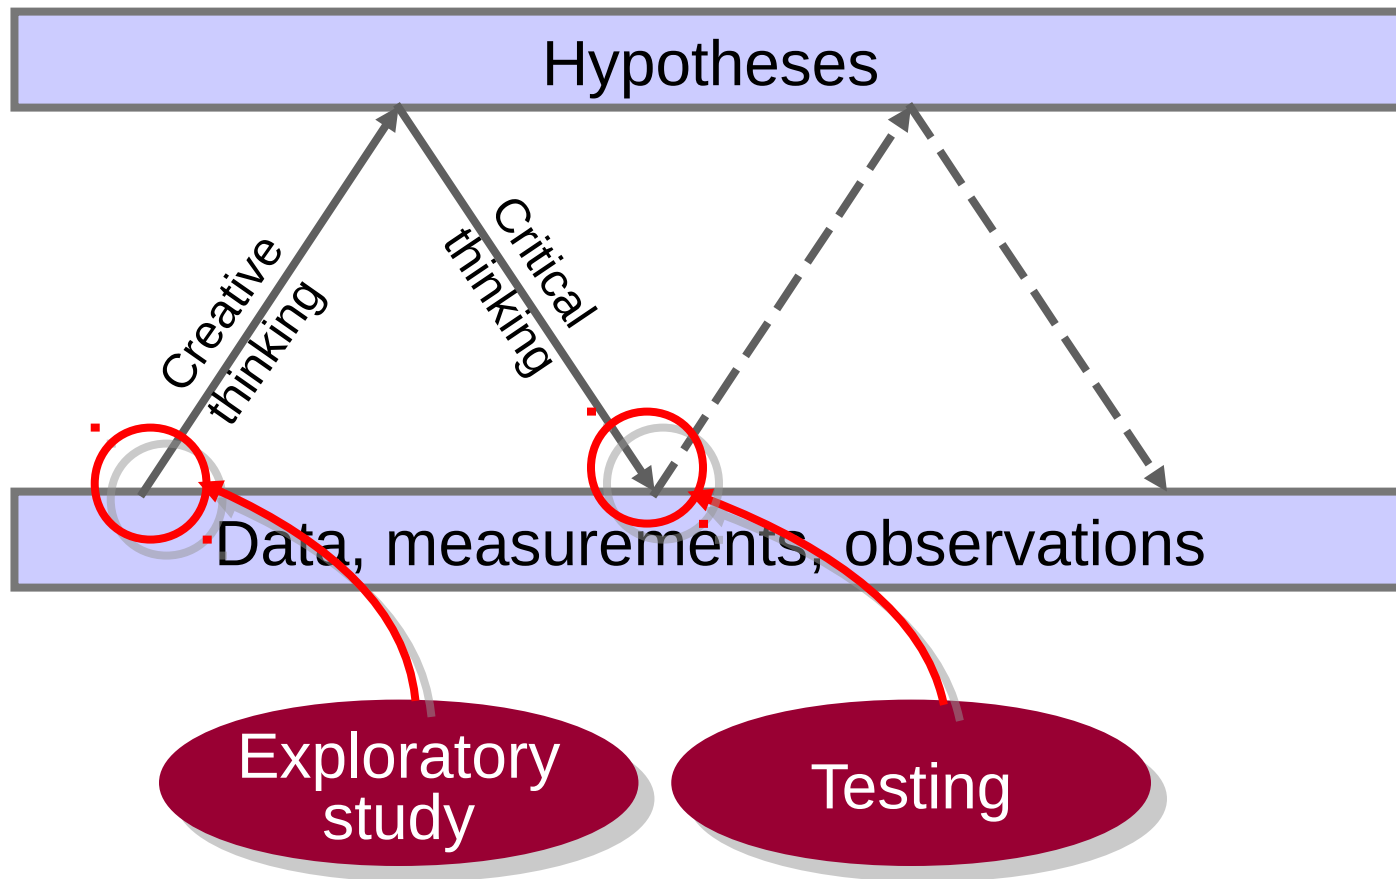 Hypotheses
Creative
thinking
Critical
thinking
Data, measurements, observations
Exploratory
study
Testing